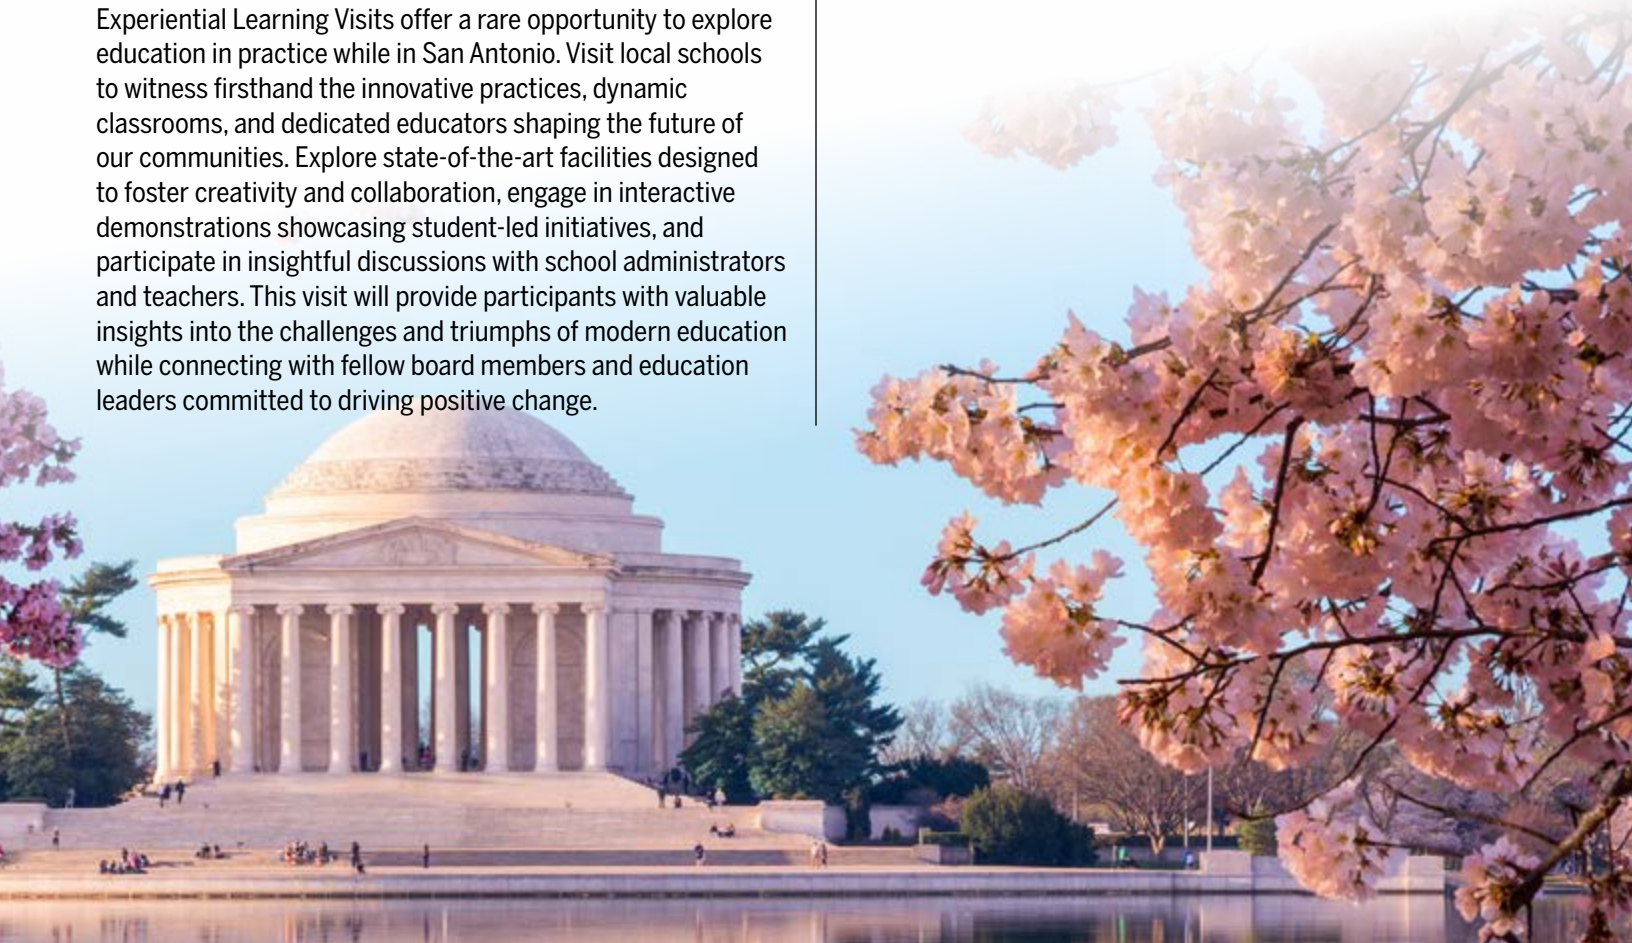 Experiential Learning Visits offer a rare opportunity to explore
education in practice while in San Antonio. Visit local schools
to witness firsthand the innovative practices, dynamic
classrooms, and dedicated educators shaping the future of
our communities. Explore state-of-the-art facilities designed
to foster creativity and collaboration, engage in interactive
demonstrations showcasing student-led initiatives, and
participate in insightful discussions with school administrators
and teachers. This visit will provide participants with valuable
insights into the challenges and triumphs of modern education
while connecting with fellow board members and education
leaders committed to driving positive change.